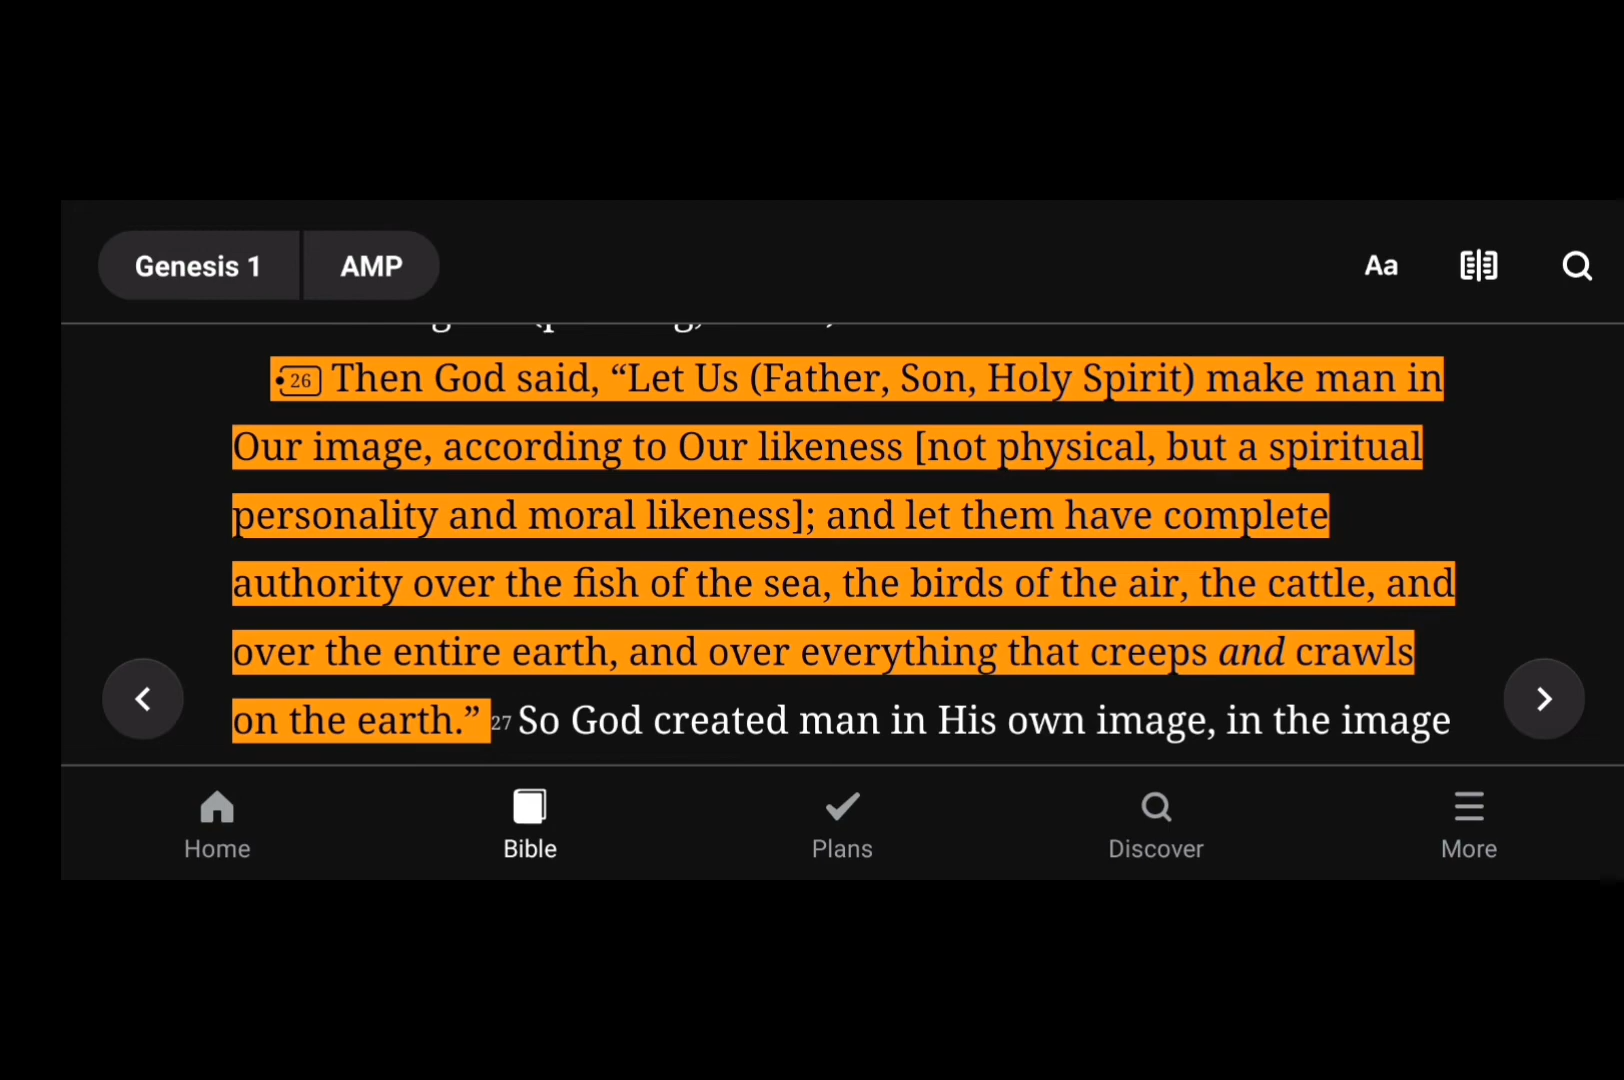 Genesis 1 AMP Aa
26 Then God said, “Let Us (Father, Son, Holy Spirit) make man in
Our image, according to Our likeness [not physical, but a spiritual
personality and moral likeness]; and let them have complete
authority over the fish of the sea, the birds of the air, the cattle, and
over the entire earth, and over everything that creeps and crawls
on the earth.” 27 So God created man in His own image, in the image
Home Bible Plans Discover More